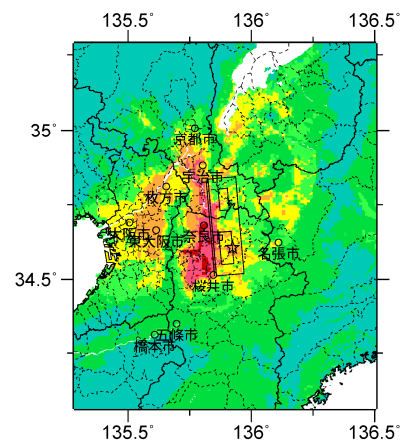 135.5° 136° 136.5°
35°
京都市
宇治市
枚方市
大阪市
東大阪市
奈良市
名張市
34.5°
桜井市
五條市
橋本市
135.5° 136° 136.5°